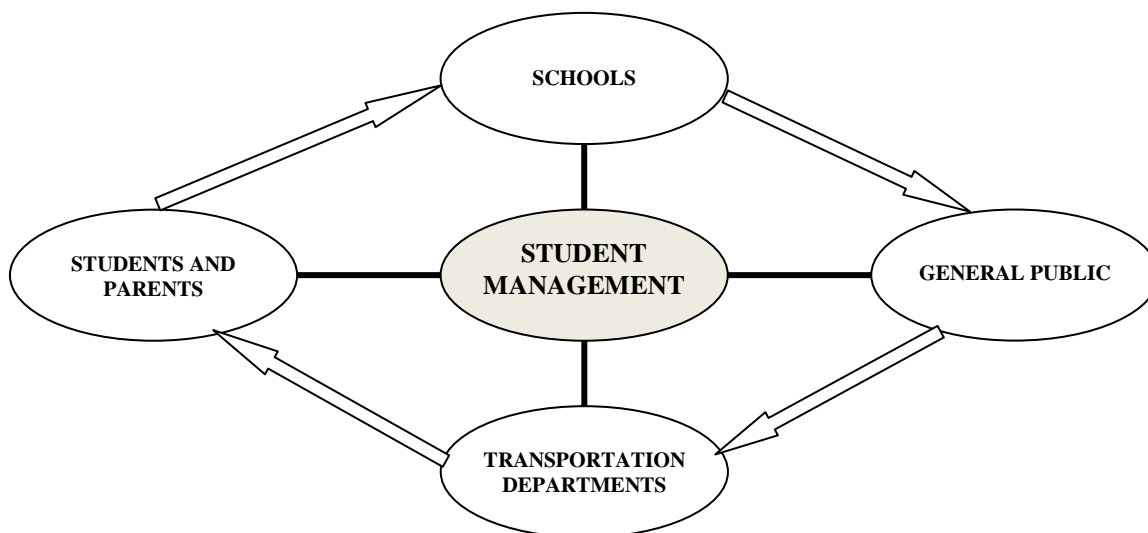 SCHOOLS
STUDENTS AND
PARENTS
STUDENT
MANAGEMENT
GENERAL PUBLIC
TRANSPORTATION
DEPARTMENTS